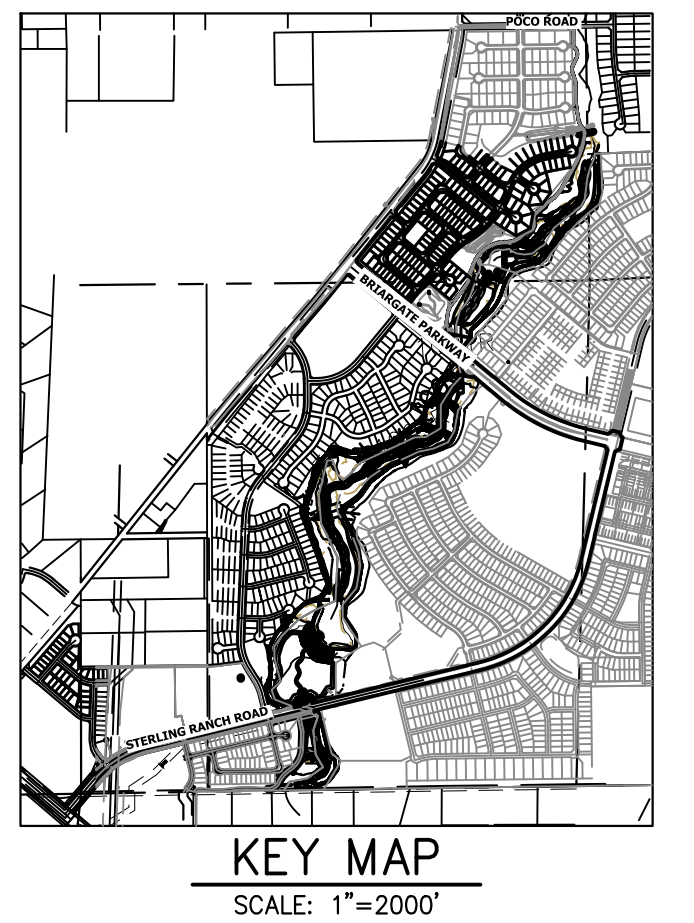 POCO ROAD
BRIARGATE PARKWAY
STERLING RANCH ROAD
KEY MAP
SCALE: 1"=2000'